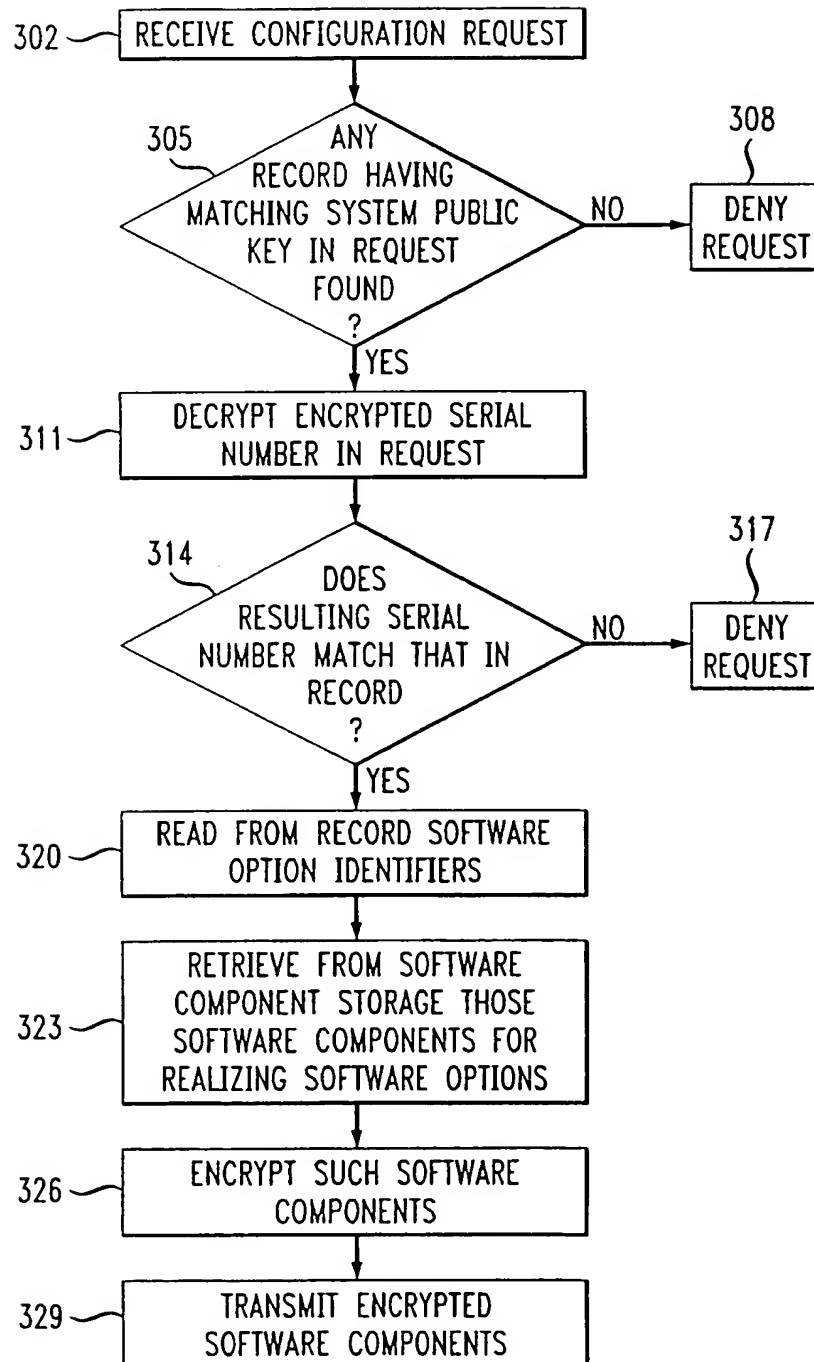 302
RECEIVE CONFIGURATION REQUEST
305
ANY
RECORD HAVING
MATCHING SYSTEM PUBLIC
KEY IN REQUEST
FOUND
?
NO
308
DENY
REQUEST
YES
311
DECRYPT ENCRYPTED SERIAL
NUMBER IN REQUEST
314
DOES
RESULTING SERIAL
NUMBER MATCH THAT IN
RECORD
?
NO
317
DENY
REQUEST
YES
320
READ FROM RECORD SOFTWARE
OPTION IDENTIFIERS
323
RETRIEVE FROM SOFTWARE
COMPONENT STORAGE THOSE
SOFTWARE COMPONENTS FOR
REALIZING SOFTWARE OPTIONS
326
ENCRYPT SUCH SOFTWARE
COMPONENTS
329
TRANSMIT ENCRYPTED
SOFTWARE COMPONENTS